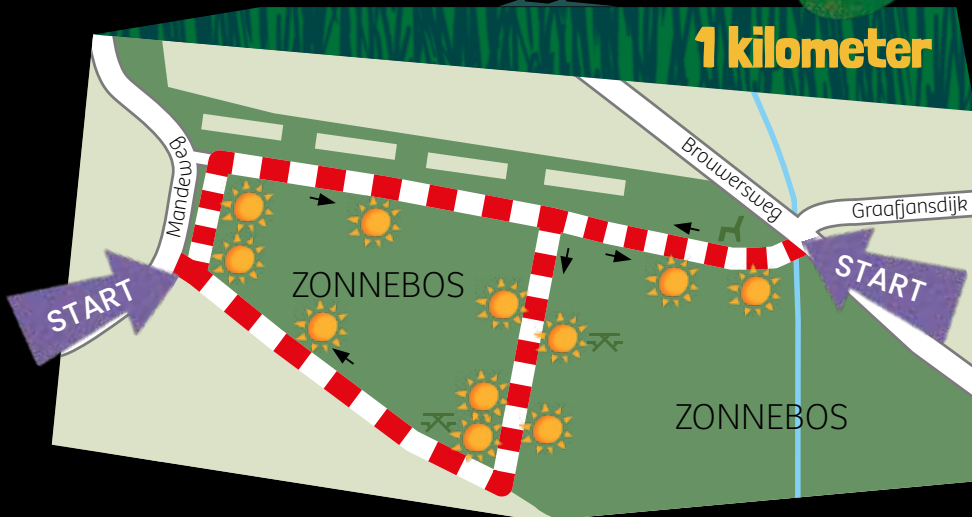 1 kilometer
Brouwersweg
Graafjansdijk
Mandeweg
START
START
ZONNEBOS
ZONNEBOS